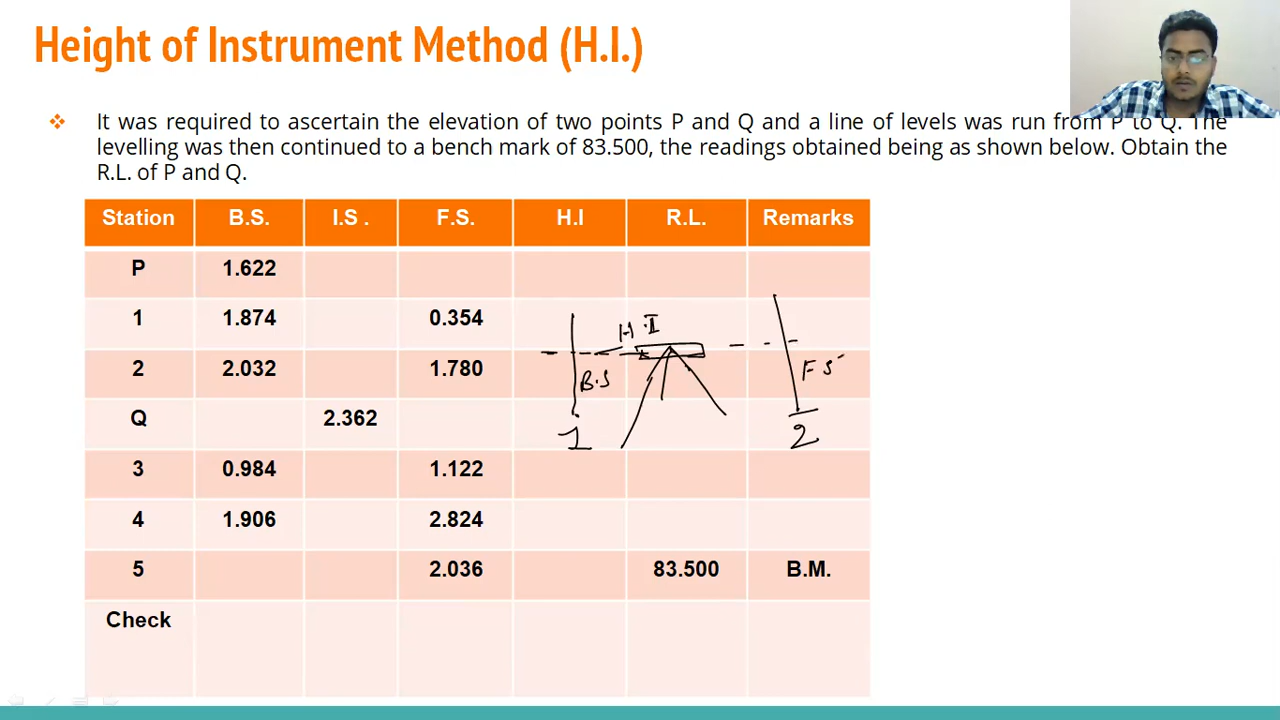 Height of Instrument Method (H.I.)
It was required to ascertain the elevation of two points P and Q and a line of levels was run from P to Q. The
levelling was then continued to a bench mark of 83.500, the readings obtained being as shown below. Obtain the
R.L. of P and Q.
Station B.S. I.S . F.S. H.I R.L. Remarks
P 1.622
1 1.874 0.354
2 2.032 1.780
Q 2.362
3 0.984 1.122
4 1.906 2.824
5 2.036 83.500 B.M.
Check
H.I
B.S
F S
1
2